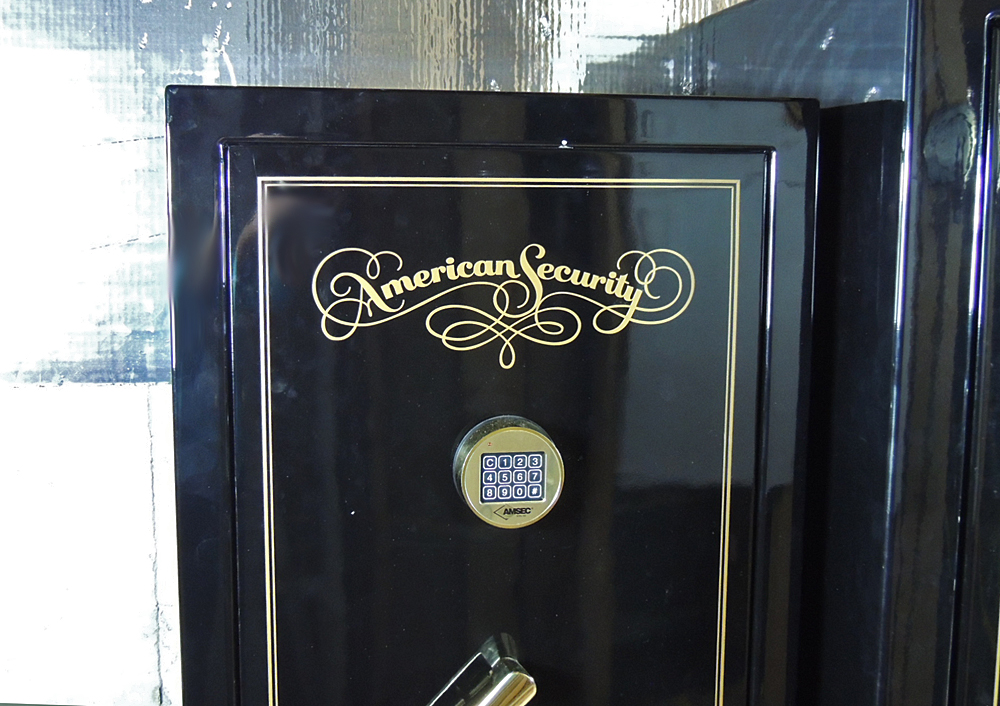 American Security
C 1 2 3
4 5 6 7
8 9 0 #
AMSEC